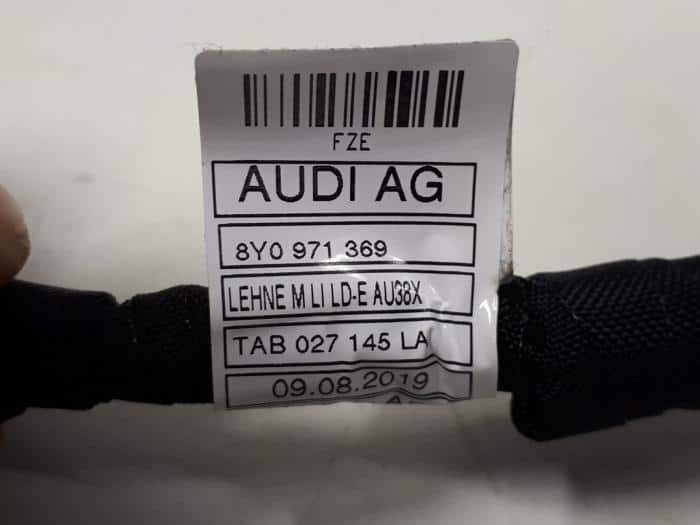 FZE
AUDI AG
8Y0 971 369
LEHNE M LI LD-E AU38X
TAB 027 145 LA
09.08.2019